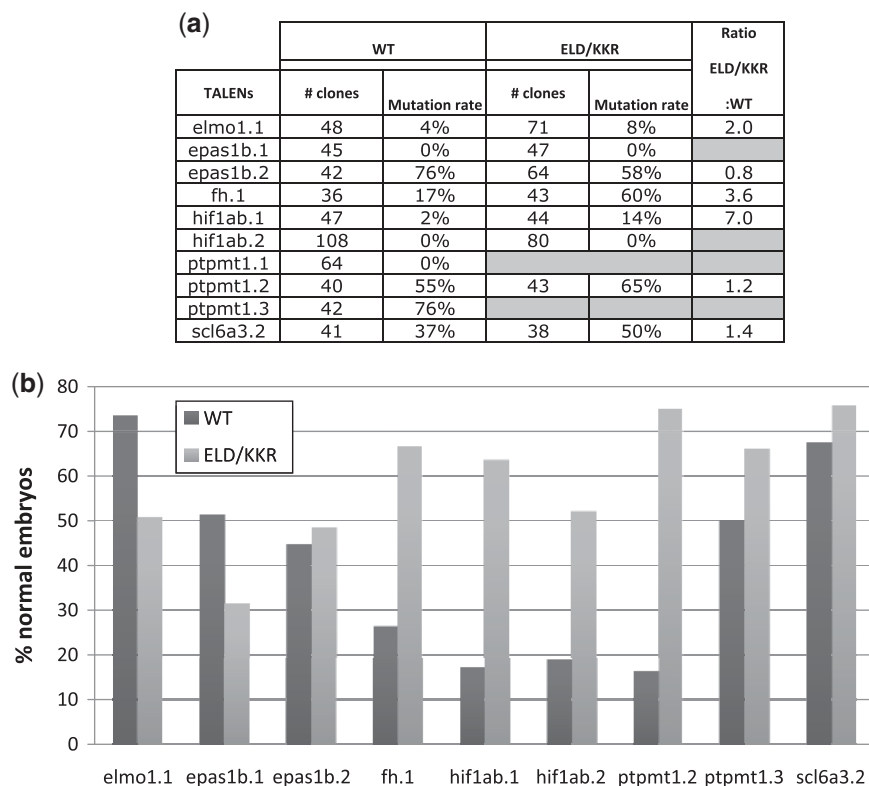 (a)
WT ELD/KKR Ratio ELD/KKR :WT
TALENs # clones Mutation rate # clones Mutation rate
elmo1.1 48 4% 71 8% 2.0
epas1b.1 45 0% 47 0%
epas1b.2 42 76% 64 58% 0.8
fh.1 36 17% 43 60% 3.6
hif1ab.1 47 2% 44 14% 7.0
hif1ab.2 108 0% 80 0%
ptpmt1.1 64 0%
ptpmt1.2 40 55% 43 65% 1.2
ptpmt1.3 42 76%
scl6a3.2 41 37% 38 50% 1.4
(b)
% normal embryos
80
70
60
50
40
30
20
10
0
WT
ELD/KKR
elmo1.1 epas1b.1 epas1b.2 fh.1 hif1ab.1 hif1ab.2 ptpmt1.2 ptpmt1.3 scl6a3.2